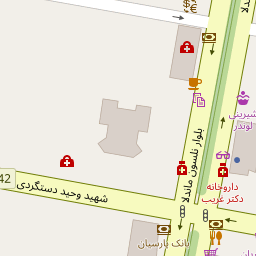 شیرینی
لوندر
بلوار نلسون ماندلا
داروخانه
دکتر غریب
42
شهید وحید دستگردی
بانک پارسیان